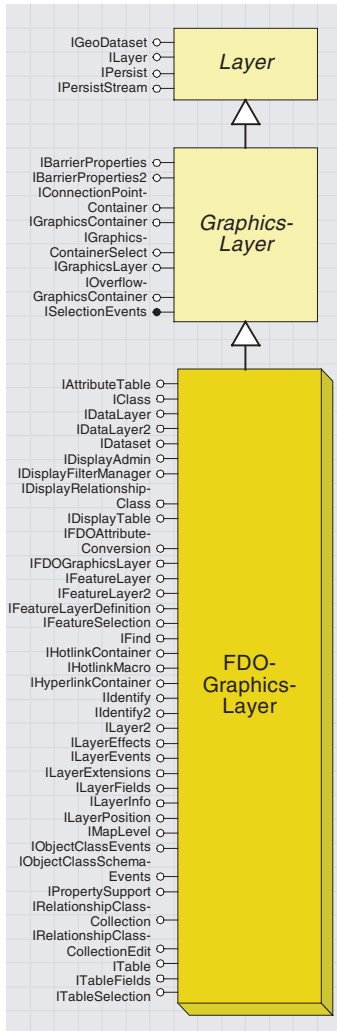 IGeoDataset
ILayer
IPersist
IPersistStream
Layer
IBarrierProperties
IBarrierProperties2
IConnectionPoint-
Container
IGraphicsContainer
IGraphics-
ContainerSelect
IGraphicsLayer
IOverflow-
GraphicsContainer
ISelectionEvents
Graphics-
Layer
IAttributeTable
IClass
IDataLayer
IDataLayer2
IDataset
IDisplayAdmin
IDisplayFilterManager
IDisplayRelationship-
Class
IDisplayTable
IFDOAttribute-
Conversion
IFDOGraphicsLayer
IFeatureLayer
IFeatureLayer2
IFeatureLayerDefinition
IFeatureSelection
IFind
IHotlinkContainer
IHotlinkMacro
IHyperlinkContainer
IIdentify
IIdentify2
ILayer2
ILayerEffects
ILayerEvents
ILayerExtensions
ILayerFields
ILayerInfo
ILayerPosition
IMapLevel
IObjectClassEvents
IObjectClassSchema-
Events
IPropertySupport
IRelationshipClass-
Collection
IRelationshipClass-
CollectionEdit
ITable
ITableFields
ITableSelection
FDO-
Graphics-
Layer